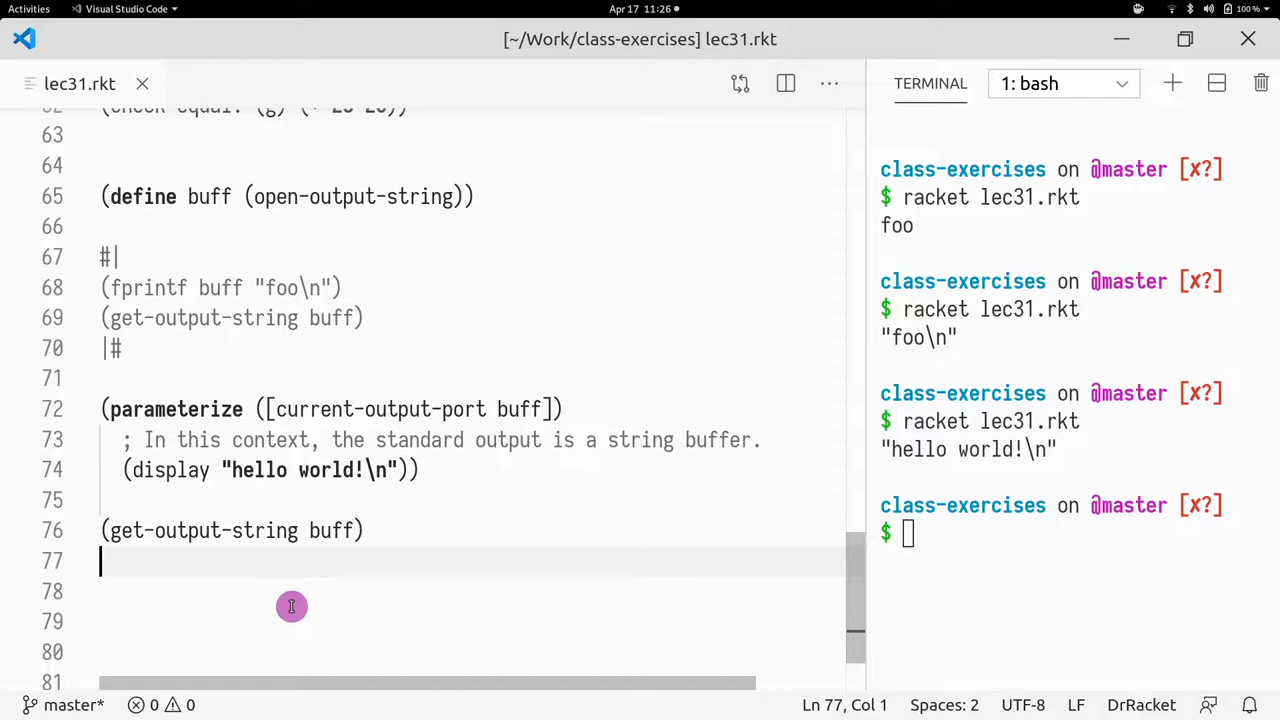 Activities
Visual Studio Code
Apr 17 11:26
100 %
[~/Work/class-exercises] lec31.rkt
lec31.rkt
TERMINAL
1: bash
62
63
64
65 (define buff (open-output-string))
66
67 #|
68 (fprintf buff "foo\n")
69 (get-output-string buff)
70 |#
71
72 (parameterize ([current-output-port buff])
73 ; In this context, the standard output is a string buffer.
74 (display "hello world!\n"))
75
76 (get-output-string buff)
77
78
79
80
81
class-exercises on @master [✘?]
$ racket lec31.rkt
foo
class-exercises on @master [✘?]
$ racket lec31.rkt
"foo\n"
class-exercises on @master [✘?]
$ racket lec31.rkt
"hello world!\n"
class-exercises on @master [✘?]
$
master*
0
0
Ln 77, Col 1
Spaces: 2
UTF-8
LF
DrRacket